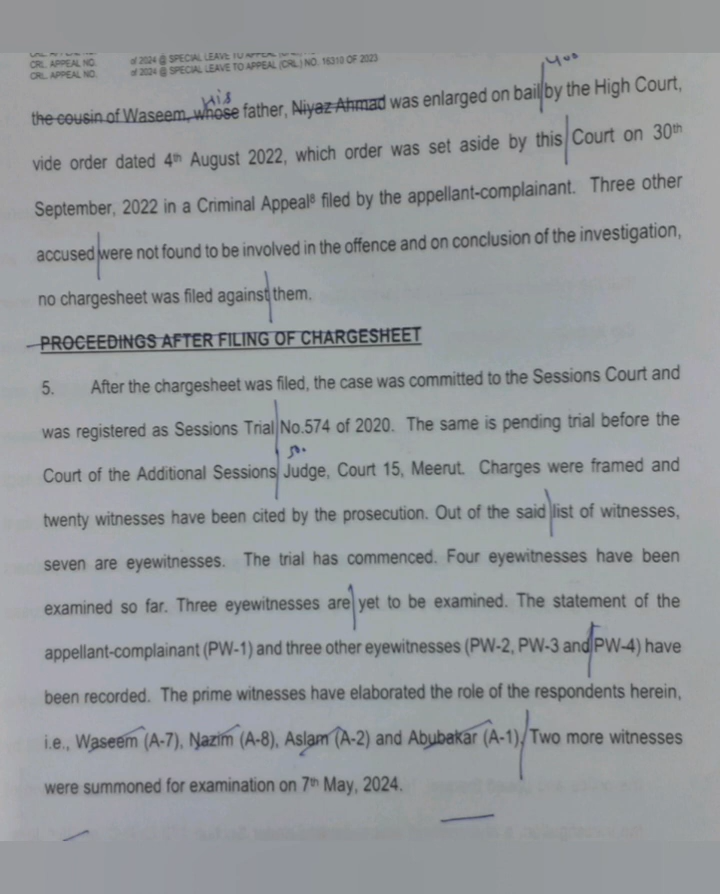 CRL. APPEAL NO. of 2024 @ SPECIAL LEAVE TO APPEAL
CRL. APPEAL NO. of 2024 @ SPECIAL LEAVE TO APPEAL (CRL.) NO. 16310 OF 2023
400
His
the cousin of Waseem, whose father, Niyaz Ahmad was enlarged on bail by the High Court,
vide order dated 4th August 2022, which order was set aside by this Court on 30th
September, 2022 in a Criminal Appeal8 filed by the appellant-complainant. Three other
accused were not found to be involved in the offence and on conclusion of the investigation,
no chargesheet was filed against them.
PROCEEDINGS AFTER FILING OF CHARGESHEET
5. After the chargesheet was filed, the case was committed to the Sessions Court and
was registered as Sessions Trial No.574 of 2020. The same is pending trial before the
50.
Court of the Additional Sessions Judge, Court 15, Meerut. Charges were framed and
twenty witnesses have been cited by the prosecution. Out of the said list of witnesses,
seven are eyewitnesses. The trial has commenced. Four eyewitnesses have been
examined so far. Three eyewitnesses are yet to be examined. The statement of the
appellant-complainant (PW-1) and three other eyewitnesses (PW-2, PW-3 and PW-4) have
been recorded. The prime witnesses have elaborated the role of the respondents herein,
i.e., Waseem (A-7), Nazim (A-8), Aslam (A-2) and Abubakar (A-1). Two more witnesses
were summoned for examination on 7th May, 2024.